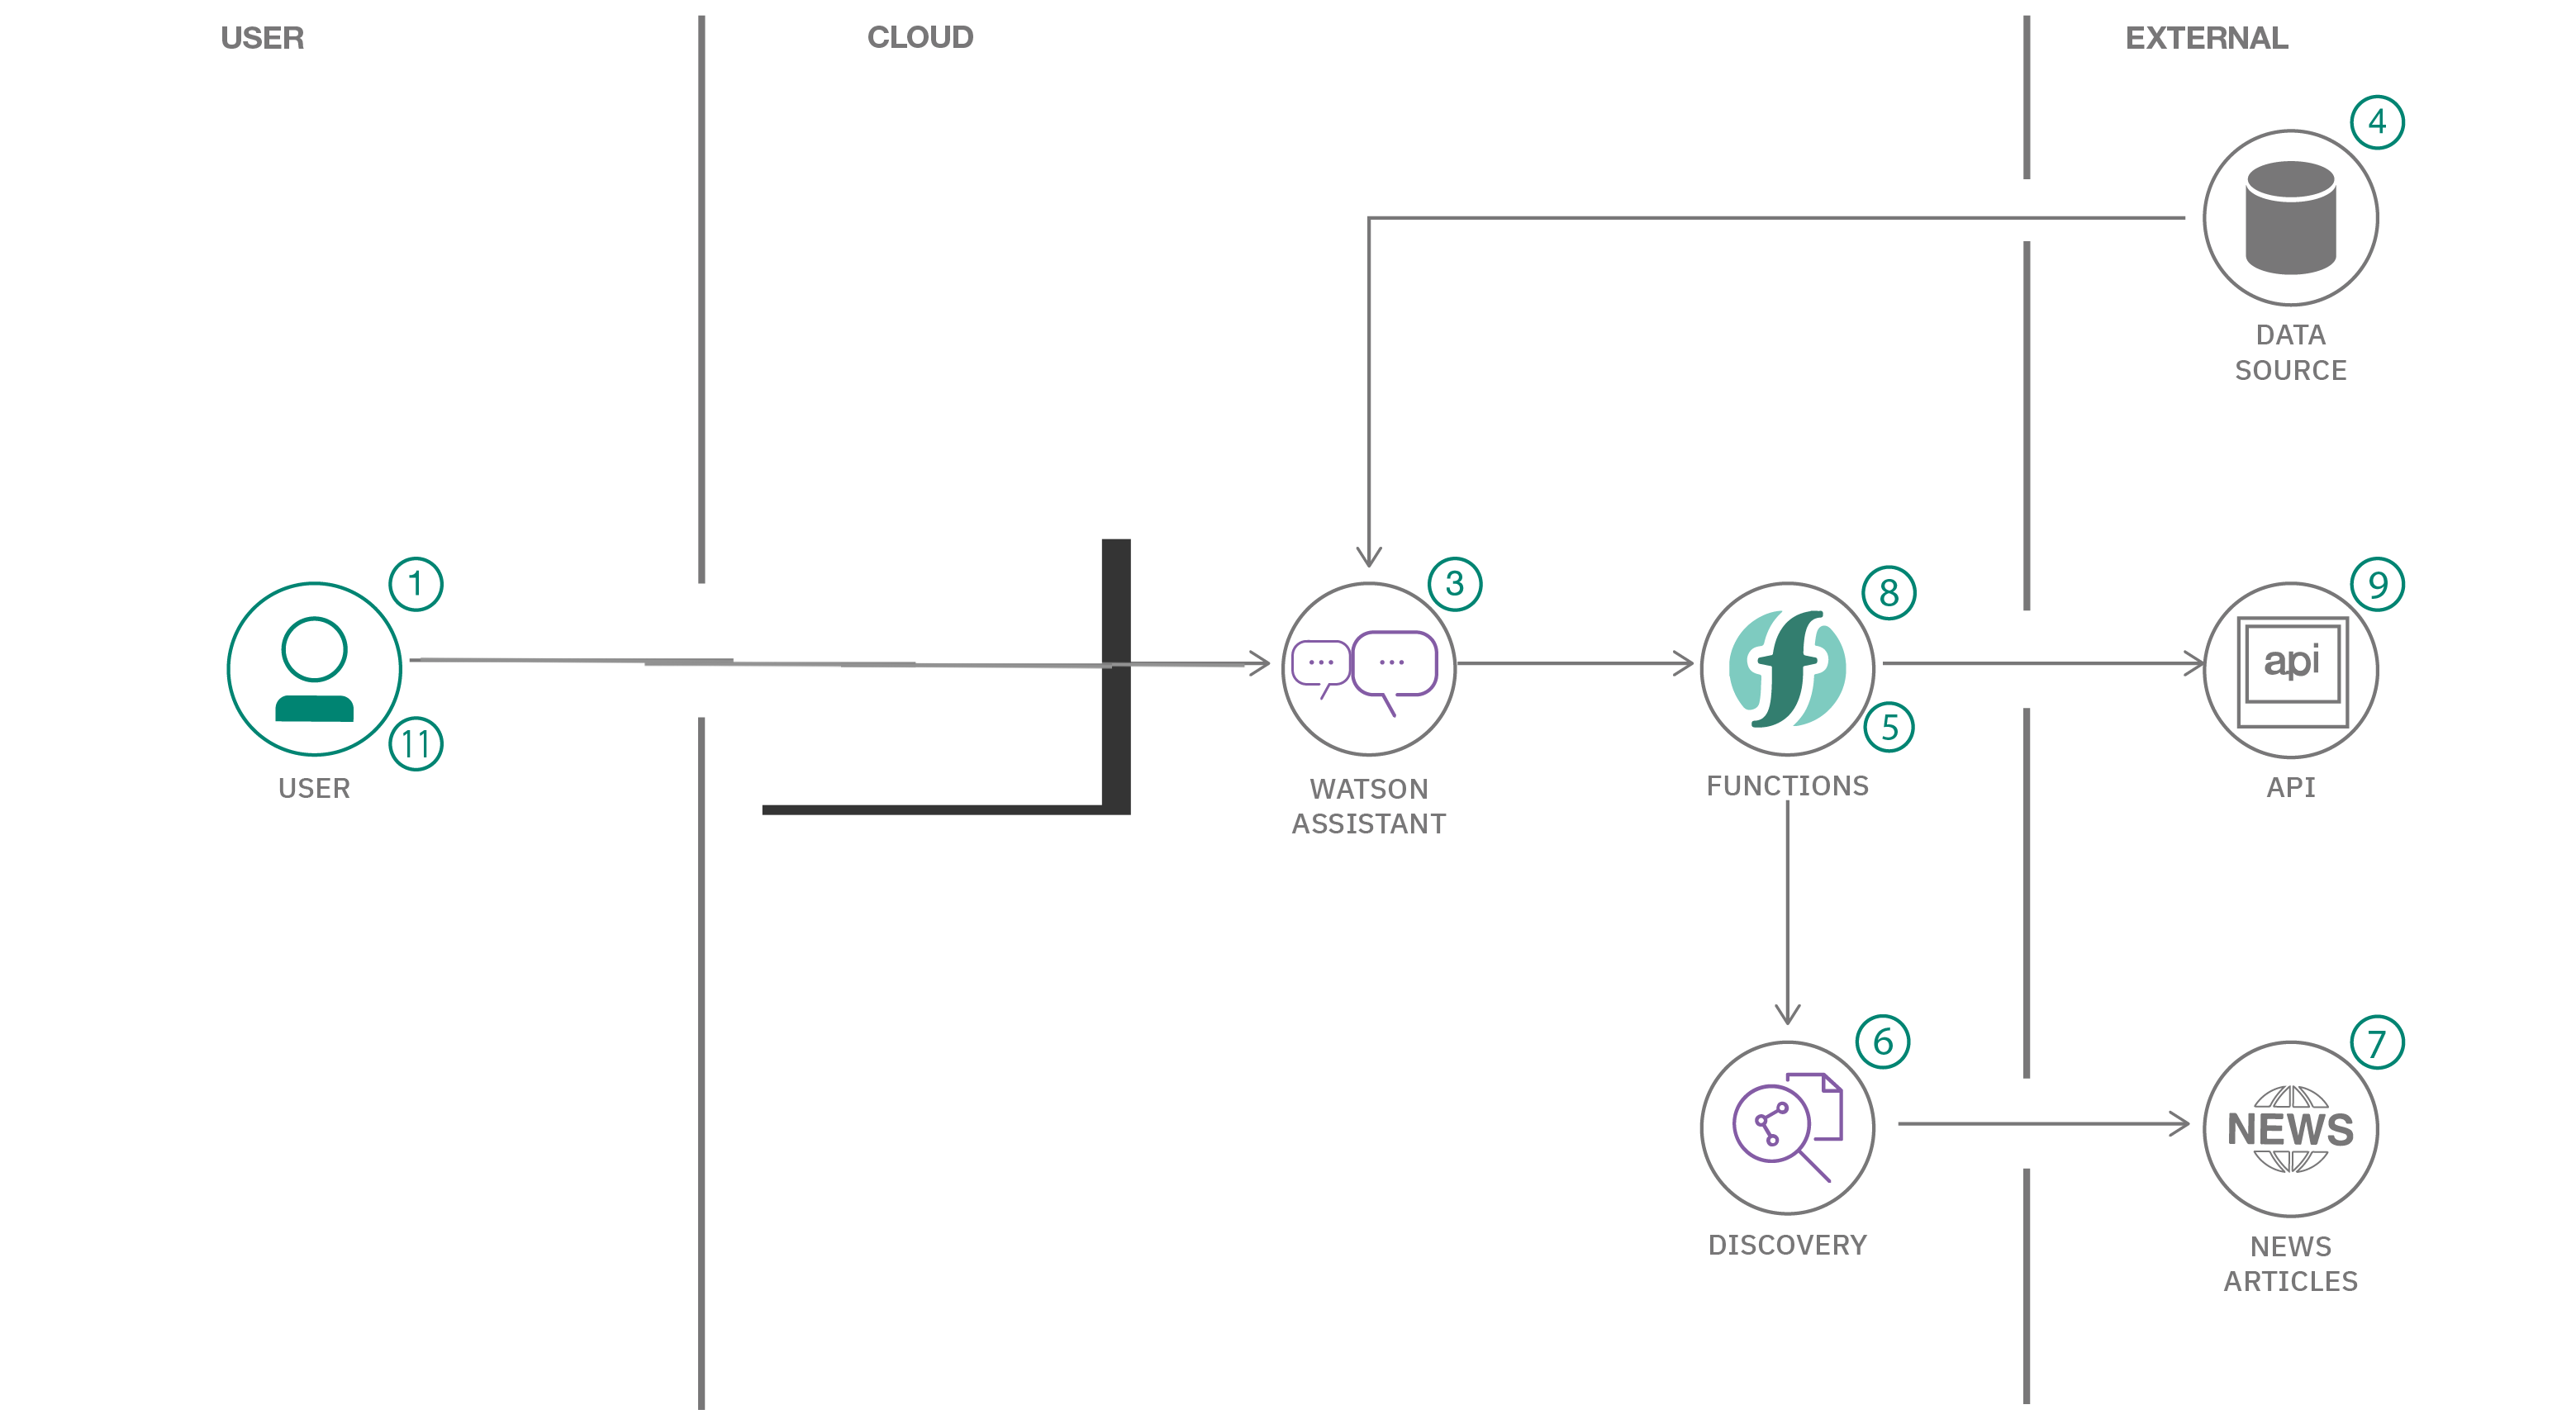 USER
CLOUD
EXTERNAL
4
DATA
SOURCE
1
11
USER
3
WATSON
ASSISTANT
8
5
FUNCTIONS
9
api
API
6
DISCOVERY
7
NEWS
NEWS
ARTICLES